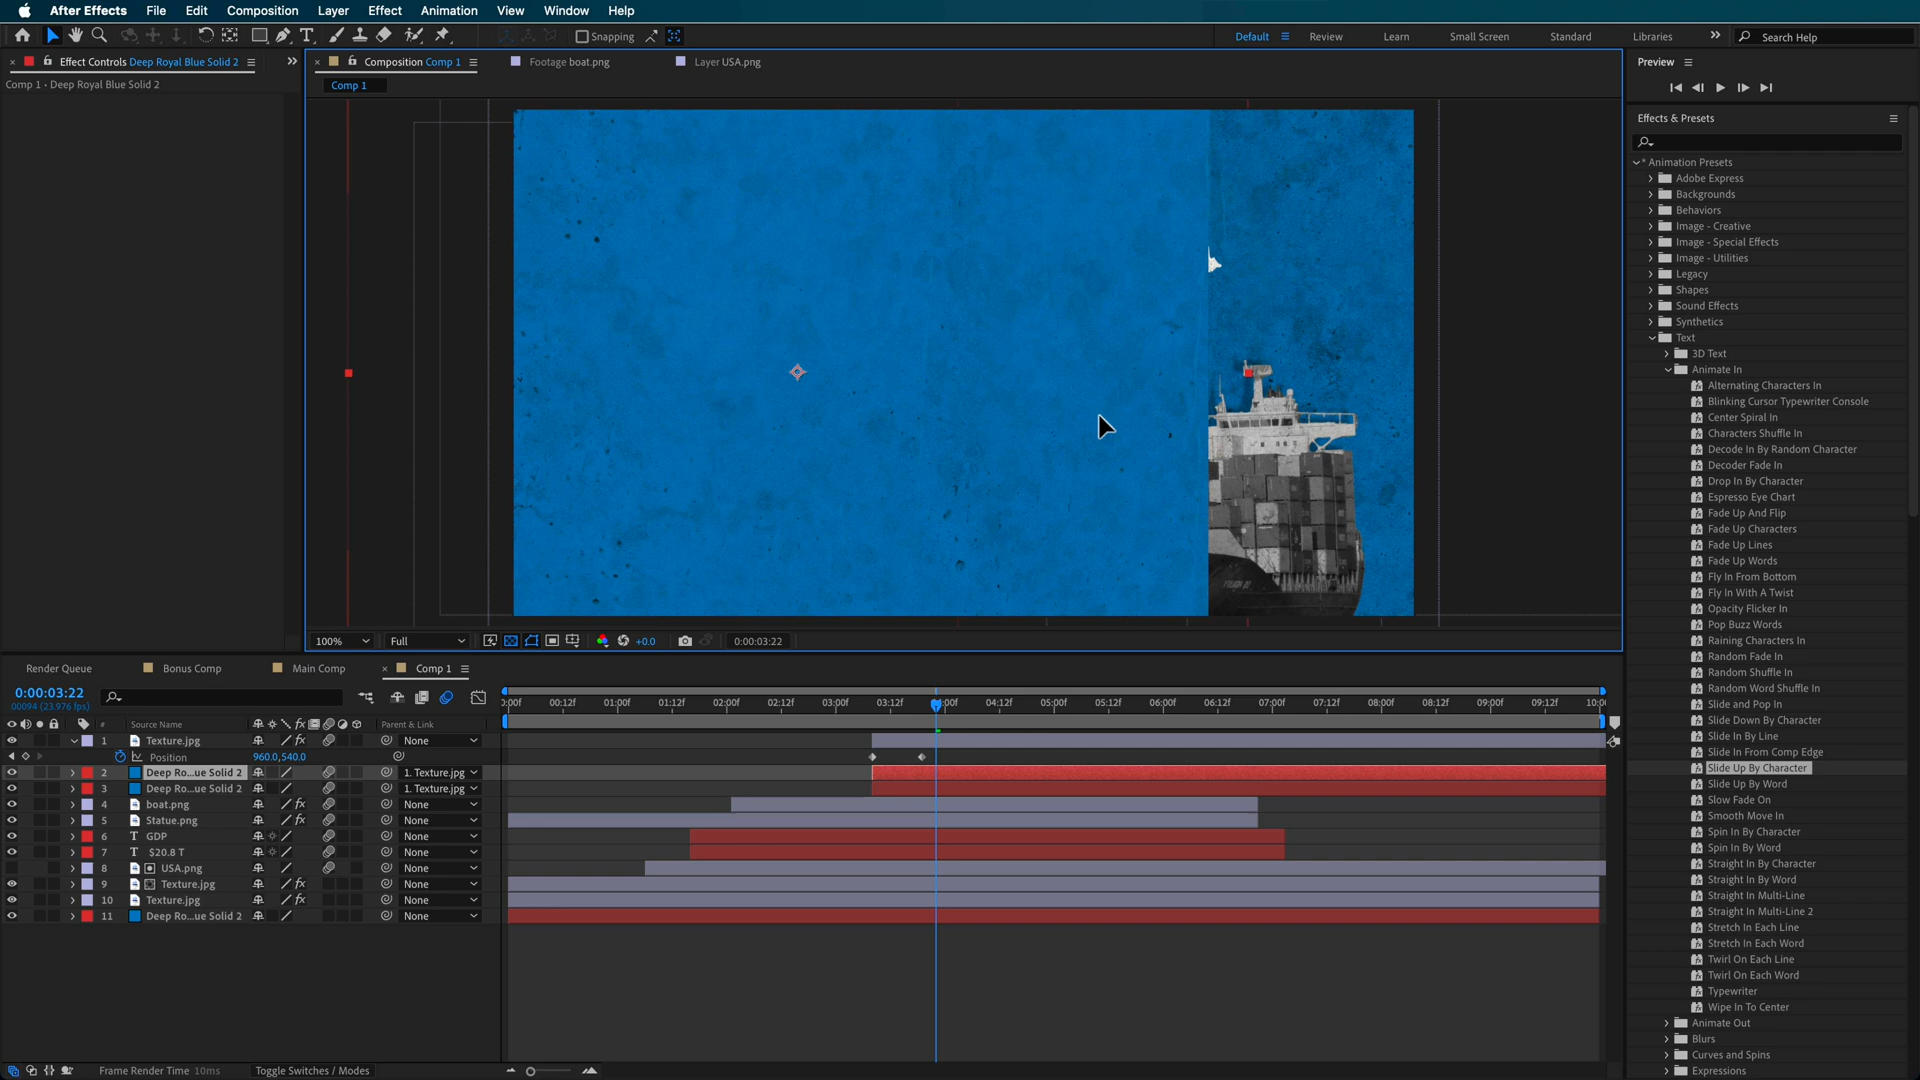 After Effects File Edit Composition Layer Effect Animation View Window Help
Snapping Default Review Learn Small Screen Standard Libraries Search Help
Effect Controls Deep Royal Blue Solid 2
Composition Comp 1 Footage boat.png Layer USA.png
Comp 1 • Deep Royal Blue Solid 2
Comp 1
100% Full +0.0 0:00:03:22
Render Queue Bonus Comp Main Comp Comp 1
0:00:03:22
00094 (23.976 fps)
:00f 00:12f 01:00f 01:12f 02:00f 02:12f 03:00f 03:12f 04:12f 05:00f 05:12f 06:00f 06:12f 07:00f 07:12f 08:00f 08:12f 09:00f 09:12f 10:00
# Source Name Parent & Link
1 Texture.jpg None
Position 960.0,540.0
2 Deep Ro...ue Solid 2 1. Texture.jpg
3 Deep Ro...ue Solid 2 1. Texture.jpg
4 boat.png None
5 Statue.png None
6 T GDP None
7 T $20.8 T None
8 USA.png None
9 Texture.jpg None
10 Texture.jpg None
11 Deep Ro...ue Solid 2 None
Frame Render Time 10ms Toggle Switches / Modes
Preview
Effects & Presets
* Animation Presets
Adobe Express
Backgrounds
Behaviors
Image - Creative
Image - Special Effects
Image - Utilities
Legacy
Shapes
Sound Effects
Synthetics
Text
3D Text
Animate In
Alternating Characters In
Blinking Cursor Typewriter Console
Center Spiral In
Characters Shuffle In
Decode In By Random Character
Decoder Fade In
Drop In By Character
Espresso Eye Chart
Fade Up And Flip
Fade Up Characters
Fade Up Lines
Fade Up Words
Fly In From Bottom
Fly In With A Twist
Opacity Flicker In
Pop Buzz Words
Raining Characters In
Random Fade In
Random Shuffle In
Random Word Shuffle In
Slide and Pop In
Slide Down By Character
Slide In By Line
Slide In From Comp Edge
Slide Up By Character
Slide Up By Word
Slow Fade On
Smooth Move In
Spin In By Character
Spin In By Word
Straight In By Character
Straight In By Word
Straight In Multi-Line
Straight In Multi-Line 2
Stretch In Each Line
Stretch In Each Word
Twirl On Each Line
Twirl On Each Word
Typewriter
Wipe In To Center
Animate Out
Blurs
Curves and Spins
Expressions